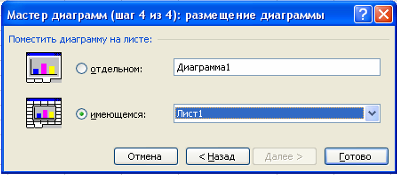 Мастер диаграмм (шаг 4 из 4): размещение диаграммы
Поместить диаграмму на листе:
отдельном: Диаграмма1
имеющемся: Лист1
Отмена < Назад Далее > Готово